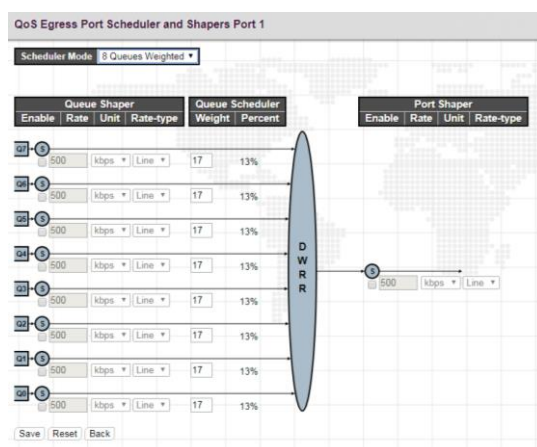 QoS Egress Port Scheduler and Shapers Port 1
Scheduler Mode 8 Queues Weighted
Queue Shaper Queue Scheduler Port Shaper
Enable Rate Unit Rate-type Weight Percent Enable Rate Unit Rate-type
Q7 S
500 kbps Line 17 13%
Q6 S
500 kbps Line 17 13%
Q5 S
500 kbps Line 17 13%
Q4 S
500 kbps Line 17 13%
DWRR
S
500 kbps Line
Q3 S
500 kbps Line 17 13%
Q2 S
500 kbps Line 17 13%
Q1 S
500 kbps Line 17 13%
Q0 S
500 kbps Line 17 13%
Save Reset Back